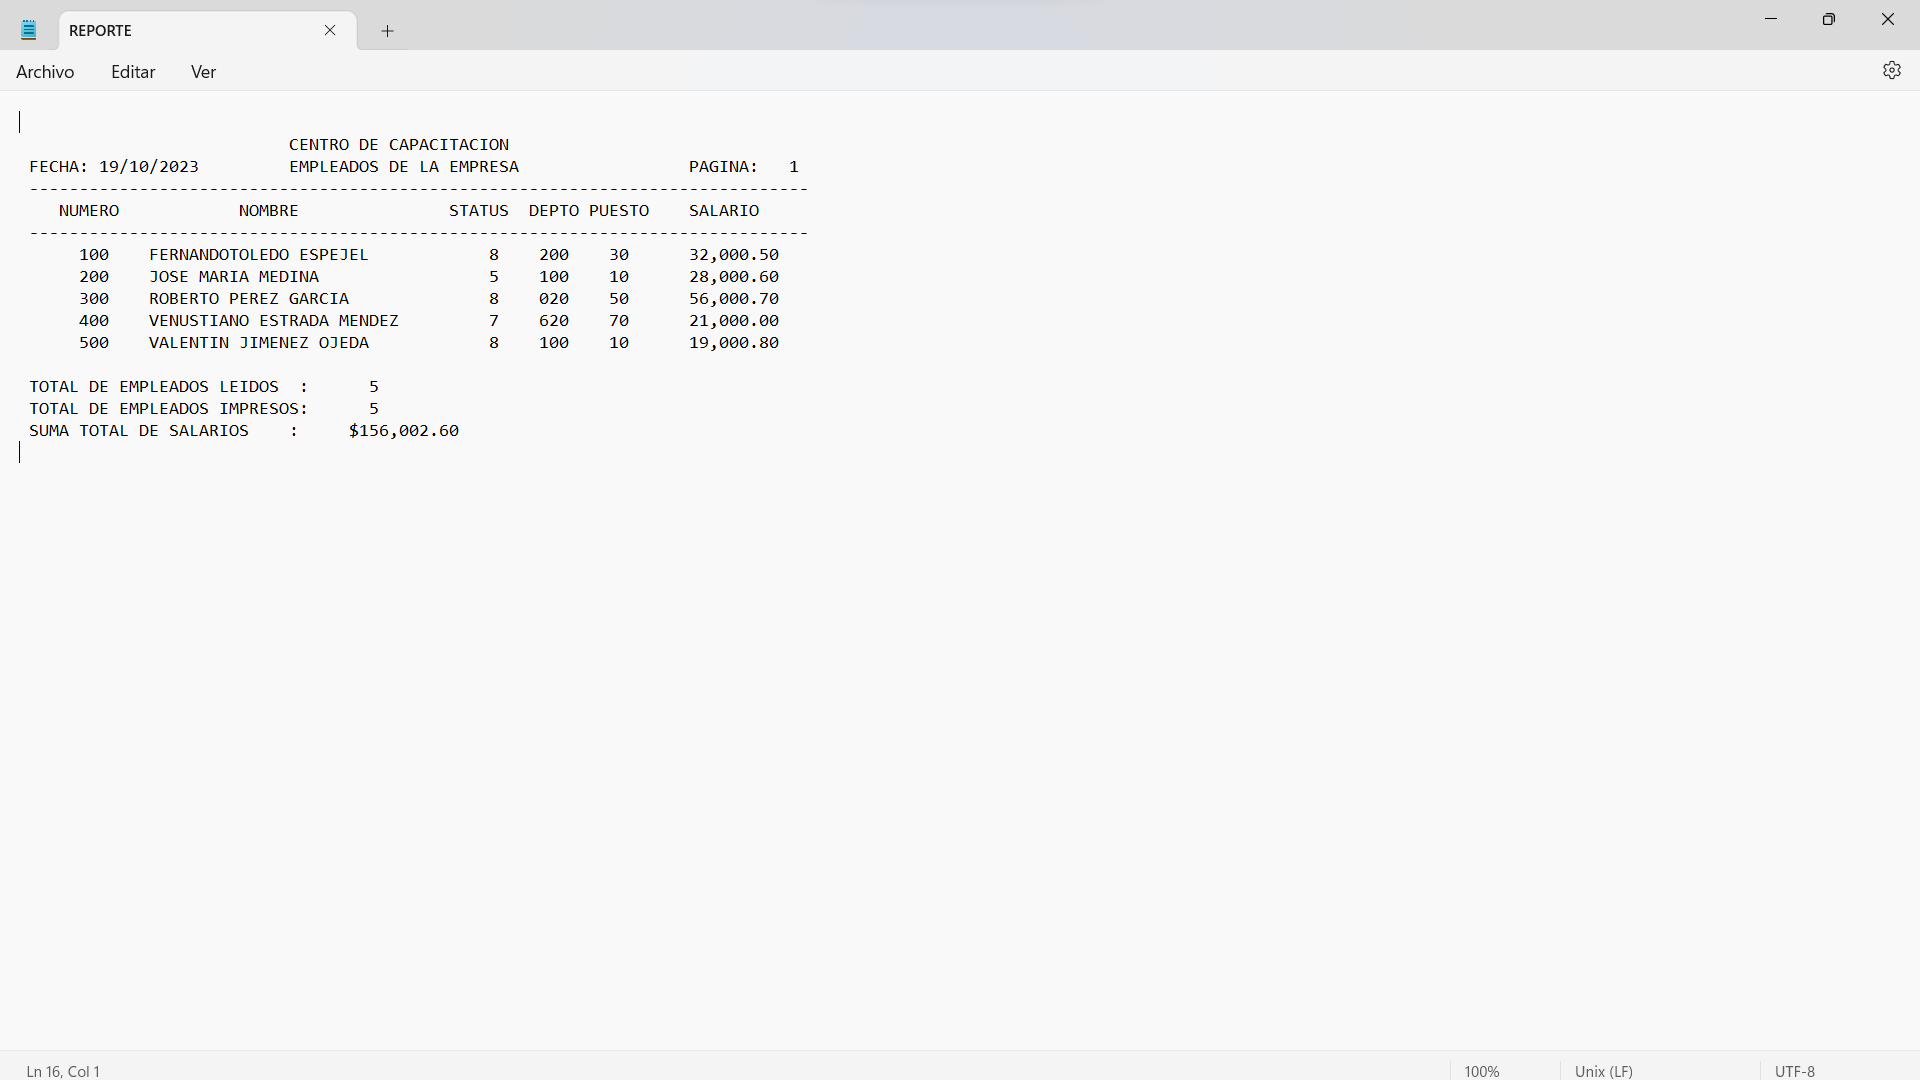 REPORTE
Archivo Editar Ver
CENTRO DE CAPACITACION
FECHA: 19/10/2023 EMPLEADOS DE LA EMPRESA PAGINA: 1
------------------------------------------------------------------------------
NUMERO NOMBRE STATUS DEPTO PUESTO SALARIO
------------------------------------------------------------------------------
100 FERNANDOTOLEDO ESPEJEL 8 200 30 32,000.50
200 JOSE MARIA MEDINA 5 100 10 28,000.60
300 ROBERTO PEREZ GARCIA 8 020 50 56,000.70
400 VENUSTIANO ESTRADA MENDEZ 7 620 70 21,000.00
500 VALENTIN JIMENEZ OJEDA 8 100 10 19,000.80
TOTAL DE EMPLEADOS LEIDOS : 5
TOTAL DE EMPLEADOS IMPRESOS: 5
SUMA TOTAL DE SALARIOS : $156,002.60
Ln 16, Col 1 100% Unix (LF) UTF-8